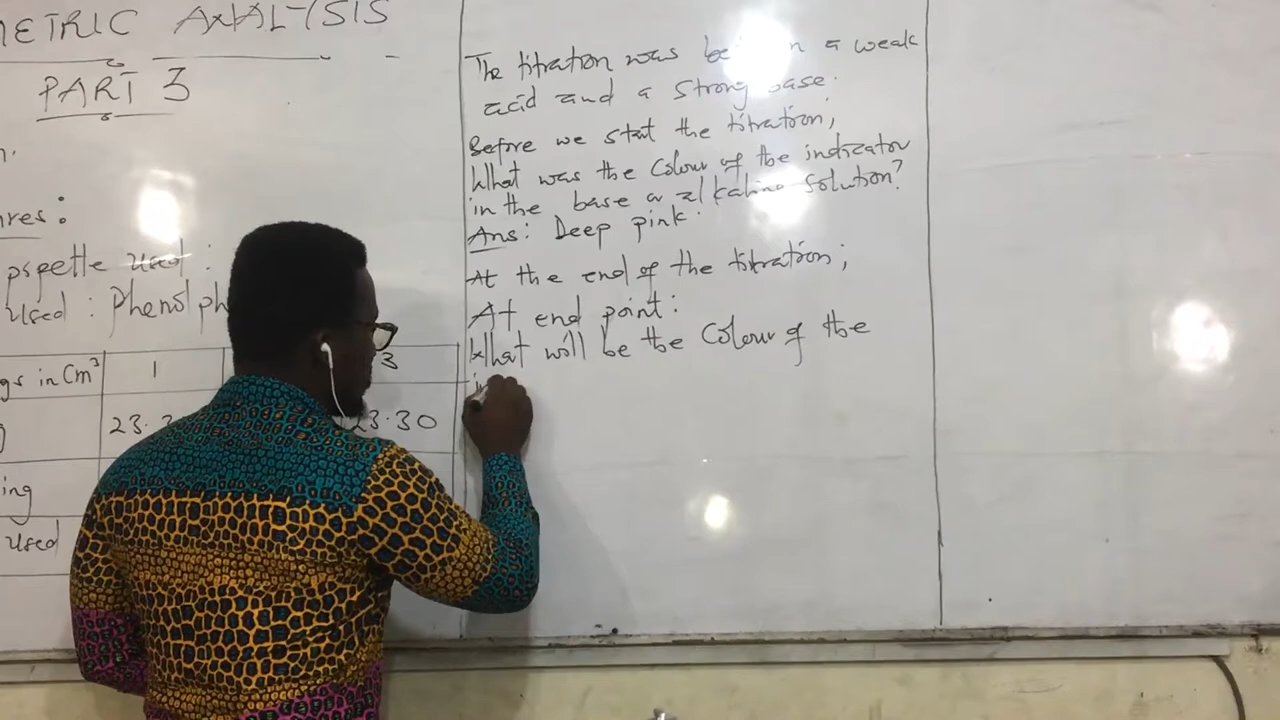 METRIC ANALYSIS
PART 3
ures:
pipette used :
Used : Phenolph
gs in Cm³ 1 3
23. 23.30
ing
used
The titration was between a weak
acid and a strong base.
Before we start the titration;
What was the Colour of the indicator
in the base or alkaline solution?
Ans: Deep pink.
At the end of the titration;
At end point:
What will be the Colour of the